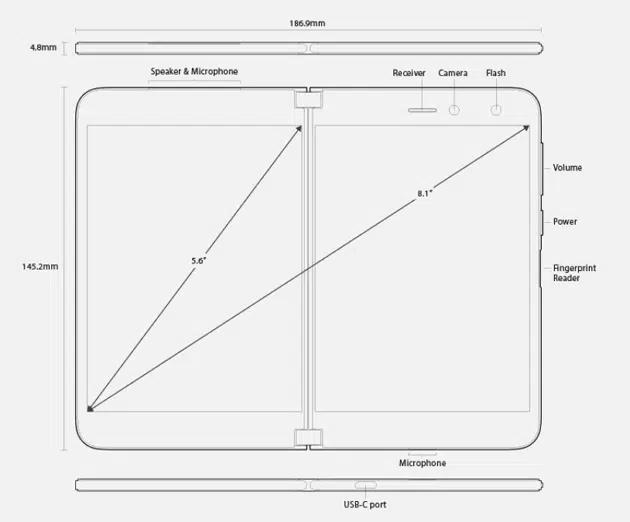 186.9mm
4.8mm
Speaker & Microphone
Receiver
Camera
Flash
Volume
8.1"
Power
5.6"
145.2mm
Fingerprint
Reader
Microphone
USB-C port